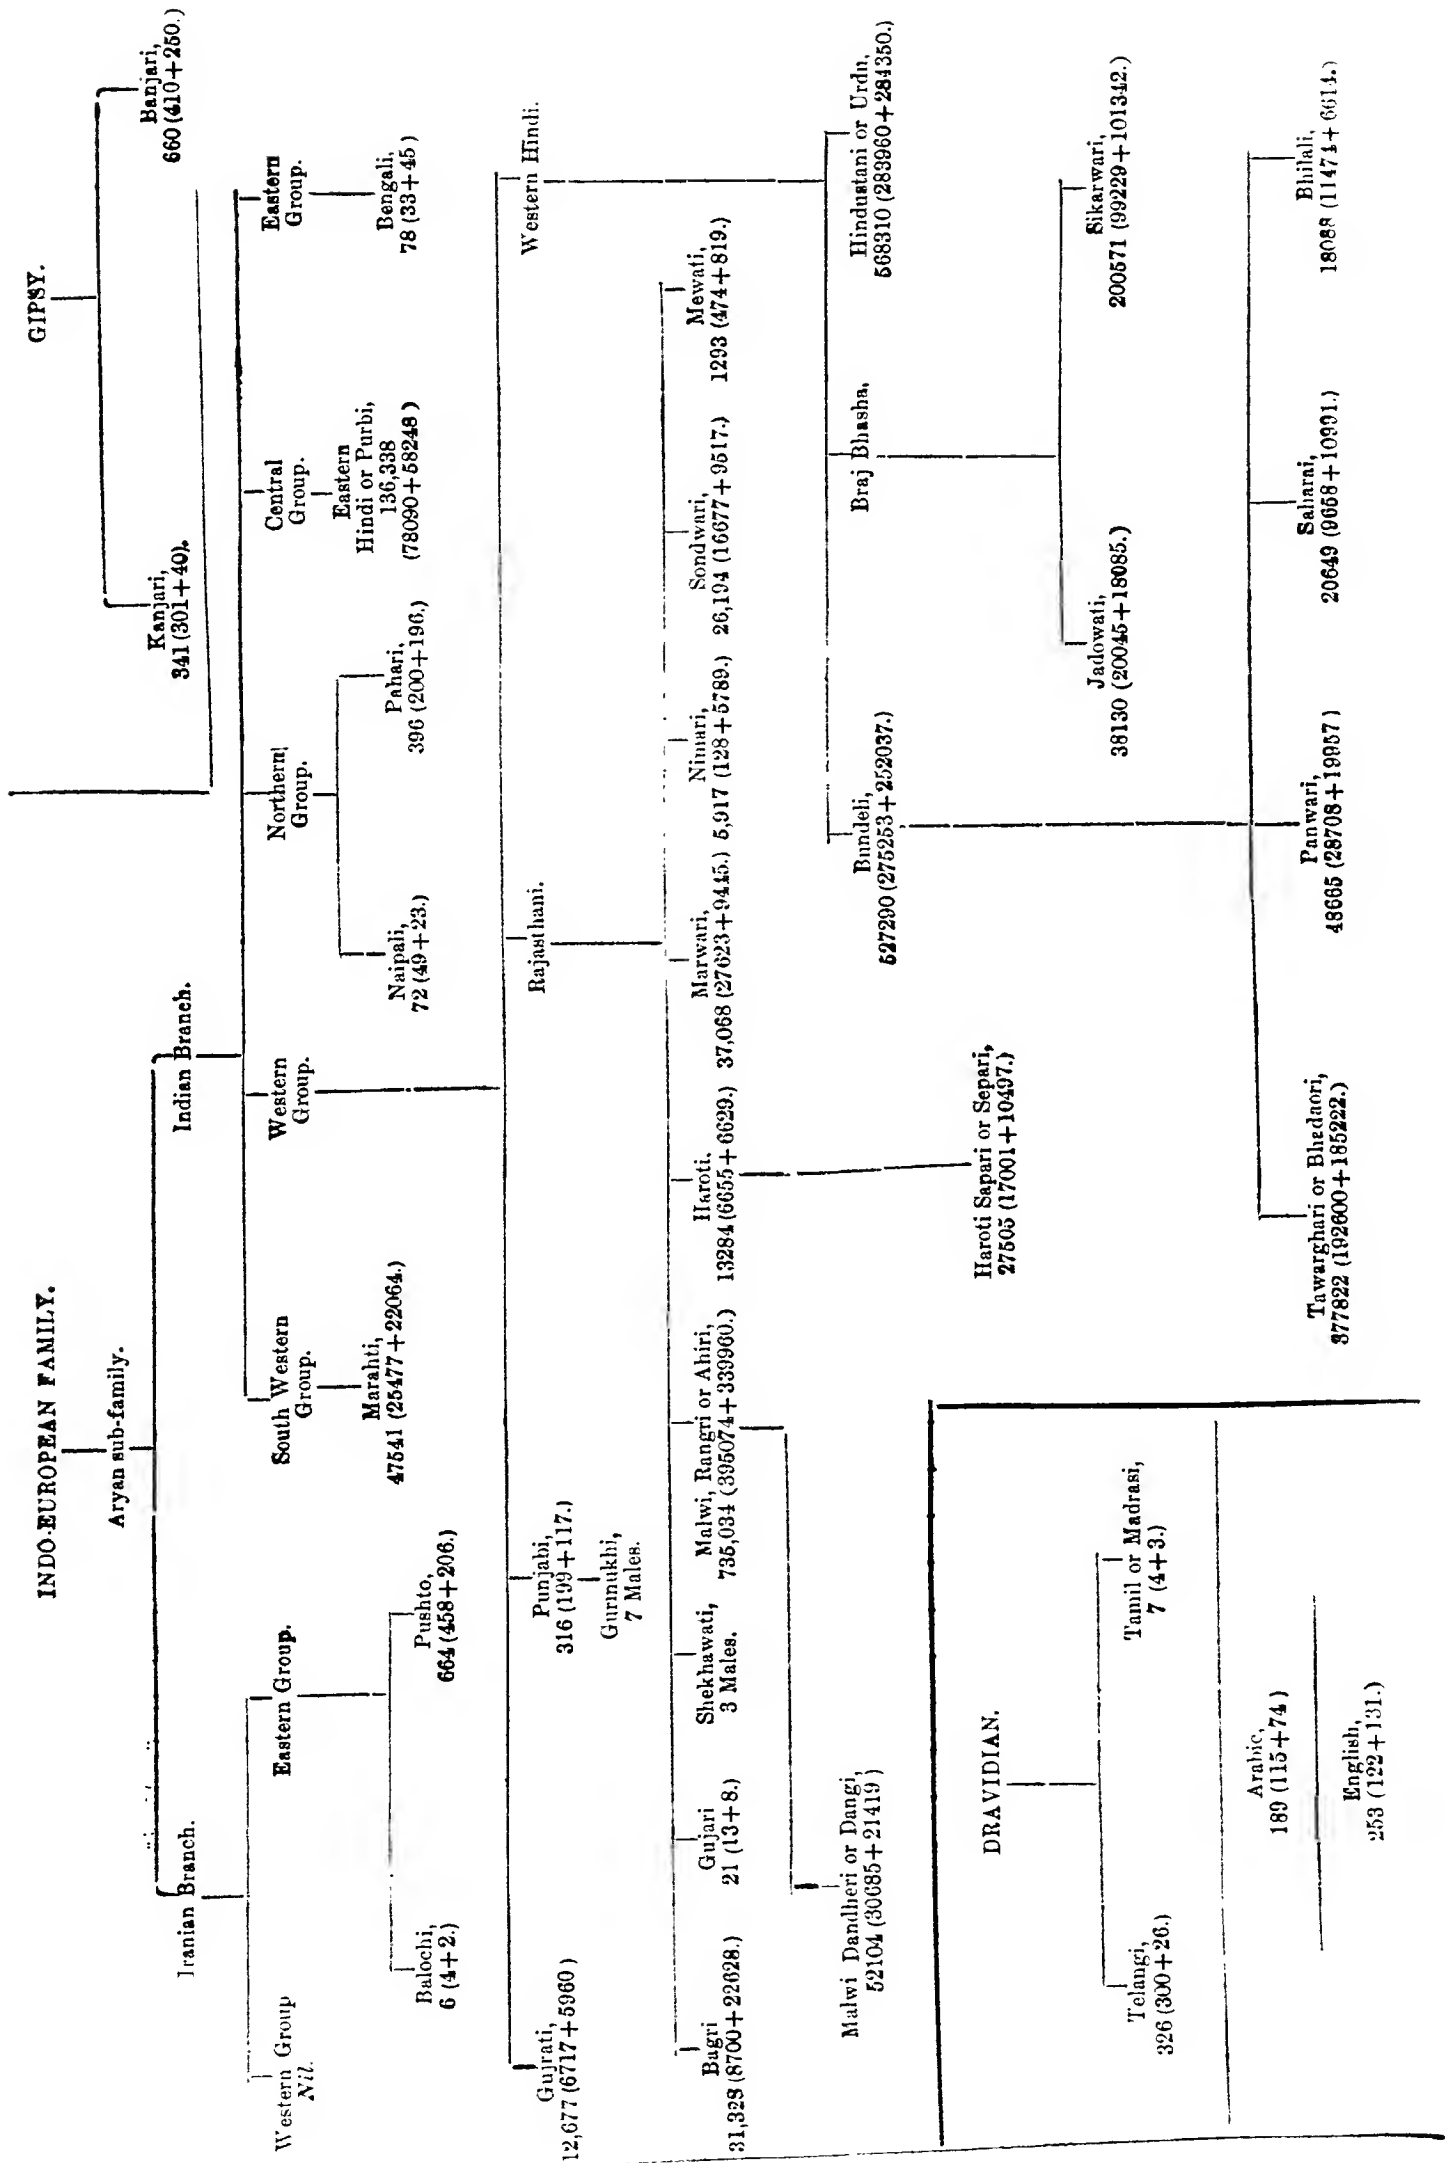 INDO-EUROPEAN FAMILY.
Aryan sub-family.
Iranian Branch.
Indian Branch.
Western Group
Nil.
Eastern Group.
Balochi,
6 (4+2.)
Pushto,
664 (458+206.)
South Western
Group.
Marahti,
47541 (25477+22064.)
Western
Group.
Northern
Group.
Naipali,
72 (49+23.)
Pahari,
396 (200+196.)
Central
Group.
Eastern
Hindi or Purbi,
136,338
(78090+58248)
Eastern
Group.
Bengali,
78 (33+45)
GIPSY.
Kanjari,
341 (301+40).
Banjari,
660 (410+250.)
Gujrati,
12,677 (6717+5960)
Punjabi,
316 (199+117.)
Gurmukhi,
7 Males.
Rajasthani.
Western Hindi.
Bagri
31,328 (8700+22628.)
Gujari
21 (13+8.)
Shekhawati,
3 Males.
Malwi, Rangri or Ahiri,
735,034 (395074+339960.)
Haroti.
13284 (6655+6629.)
Marwari,
37,068 (27623+9445.)
Nimari,
5,917 (128+5789.)
Sondwari,
26,194 (16677+9517.)
Mewati,
1293 (474+819.)
Malwi Dandheri or Dangi,
52104 (30685+21419)
Haroti Sapari or Separi,
27505 (17001+10497.)
Bundeli,
527290 (275253+252037.)
Braj Bhasha.
Hindustani or Urdu,
568310 (283960+284350.)
Jadowati,
38130 (20045+18085.)
Sikarwari,
200571 (99229+101342.)
Tawarghari or Bhadaori,
377822 (192600+185222.)
Panwari,
48665 (28708+19957)
Saharai,
20649 (9658+10991.)
Bhilali,
18088 (11474+6614.)
DRAVIDIAN.
Telangi,
326 (300+26.)
Tamil or Madrasi,
7 (4+3.)
Arabic,
189 (115+74)
English,
253 (122+131.)